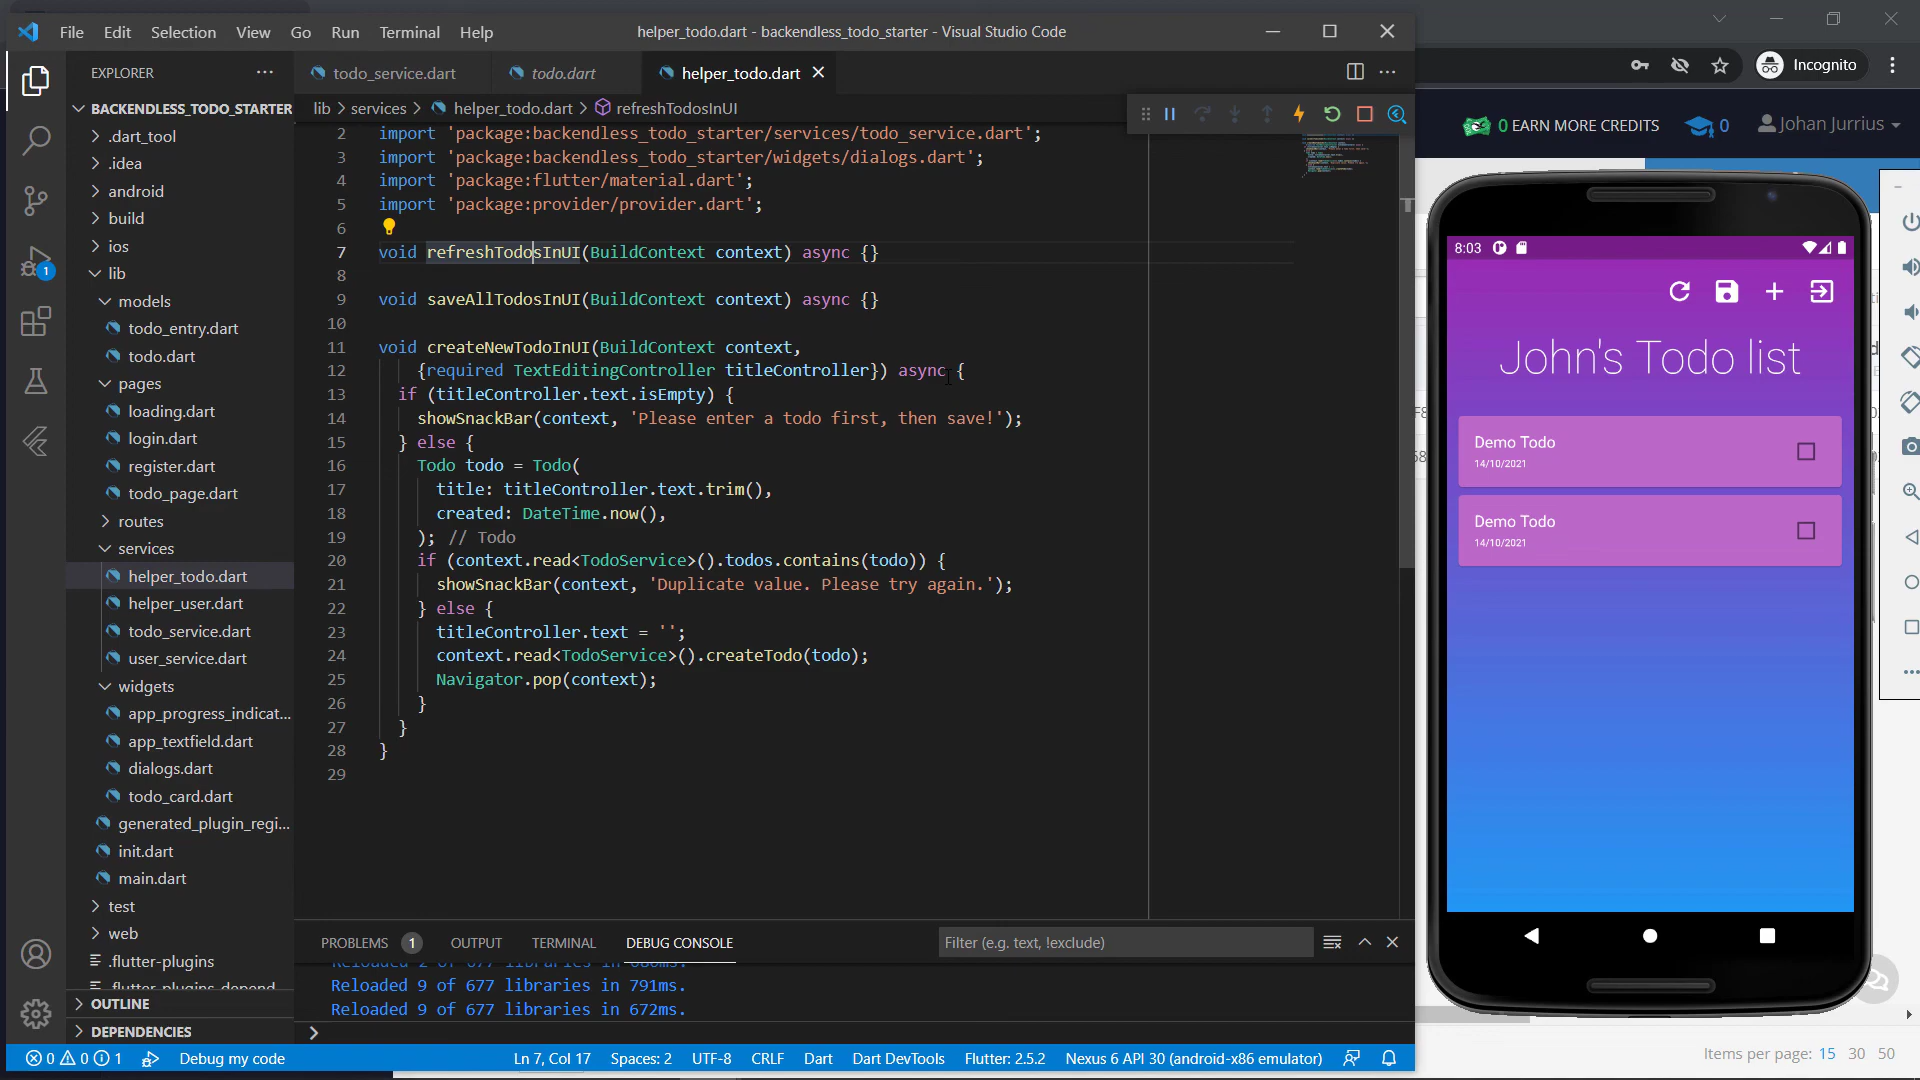 File Edit Selection View Go Run Terminal Help
helper_todo.dart - backendless_todo_starter - Visual Studio Code
Incognito
EXPLORER
todo_service.dart
todo.dart
helper_todo.dart
BACKENDLESS_TODO_STARTER
lib > services > helper_todo.dart > refreshTodosInUI
0 EARN MORE CREDITS
0
Johan Jurrius
.dart_tool
.idea
android
build
ios
lib
models
todo_entry.dart
todo.dart
pages
loading.dart
login.dart
register.dart
todo_page.dart
routes
services
helper_todo.dart
helper_user.dart
todo_service.dart
user_service.dart
widgets
app_progress_indicat...
app_textfield.dart
dialogs.dart
todo_card.dart
generated_plugin_regi...
init.dart
main.dart
test
web
.flutter-plugins
.flutter-plugins-depend
OUTLINE
DEPENDENCIES
2 import 'package:backendless_todo_starter/services/todo_service.dart';
3 import 'package:backendless_todo_starter/widgets/dialogs.dart';
4 import 'package:flutter/material.dart';
5 import 'package:provider/provider.dart';
6
7 void refreshTodosInUI(BuildContext context) async {}
8
9 void saveAllTodosInUI(BuildContext context) async {}
10
11 void createNewTodoInUI(BuildContext context,
12 {required TextEditingController titleController}) async {
13 if (titleController.text.isEmpty) {
14 showSnackBar(context, 'Please enter a todo first, then save!');
15 } else {
16 Todo todo = Todo(
17 title: titleController.text.trim(),
18 created: DateTime.now(),
19 ); // Todo
20 if (context.read<TodoService>().todos.contains(todo)) {
21 showSnackBar(context, 'Duplicate value. Please try again.');
22 } else {
23 titleController.text = '';
24 context.read<TodoService>().createTodo(todo);
25 Navigator.pop(context);
26 }
27 }
28 }
29
PROBLEMS 1 OUTPUT TERMINAL DEBUG CONSOLE
Filter (e.g. text, !exclude)
Reloaded 2 of 677 libraries in 680ms.
Reloaded 9 of 677 libraries in 791ms.
Reloaded 9 of 677 libraries in 672ms.
>
0 0 1 Debug my code
Ln 7, Col 17 Spaces: 2 UTF-8 CRLF Dart Dart DevTools Flutter: 2.5.2 Nexus 6 API 30 (android-x86 emulator)
1
8:03
John's Todo list
Demo Todo
14/10/2021
Demo Todo
14/10/2021
Items per page: 15 30 50